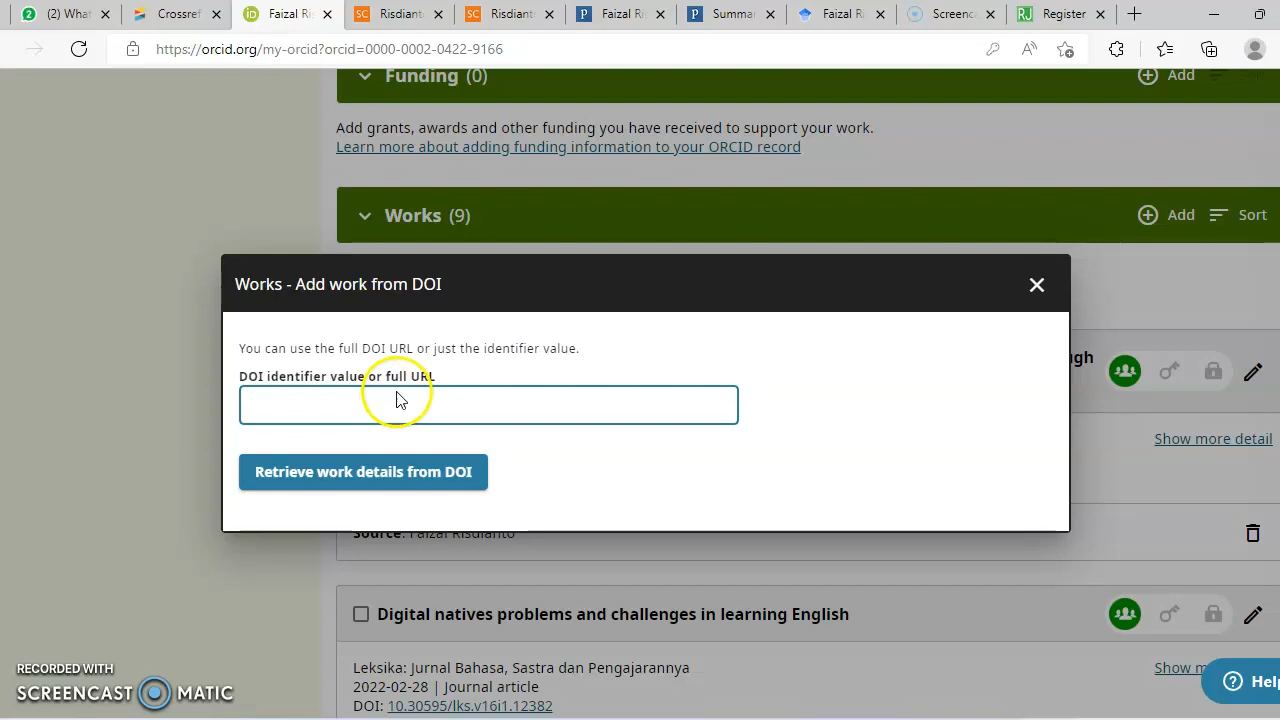 (2) What
Crossref
Faizal Ris
Risdianto
Risdianto
Faizal Ri
Summar
Faizal Ri
Screenca
Register
https://orcid.org/my-orcid?orcid=0000-0002-0422-9166
Funding (0)
Add
Add grants, awards and other funding you have received to support your work.
Learn more about adding funding information to your ORCID record
Works (9)
Add
Sort
Works - Add work from DOI
You can use the full DOI URL or just the identifier value.
DOI identifier value or full URL
Retrieve work details from DOI
ugh
Show more detail
Source: Faizal Risdianto
Digital natives problems and challenges in learning English
Leksika: Jurnal Bahasa, Sastra dan Pengajarannya
Show m
2022-02-28 | Journal article
DOI: 10.30595/lks.v16i1.12382
Help
RECORDED WITH
SCREENCAST MATIC